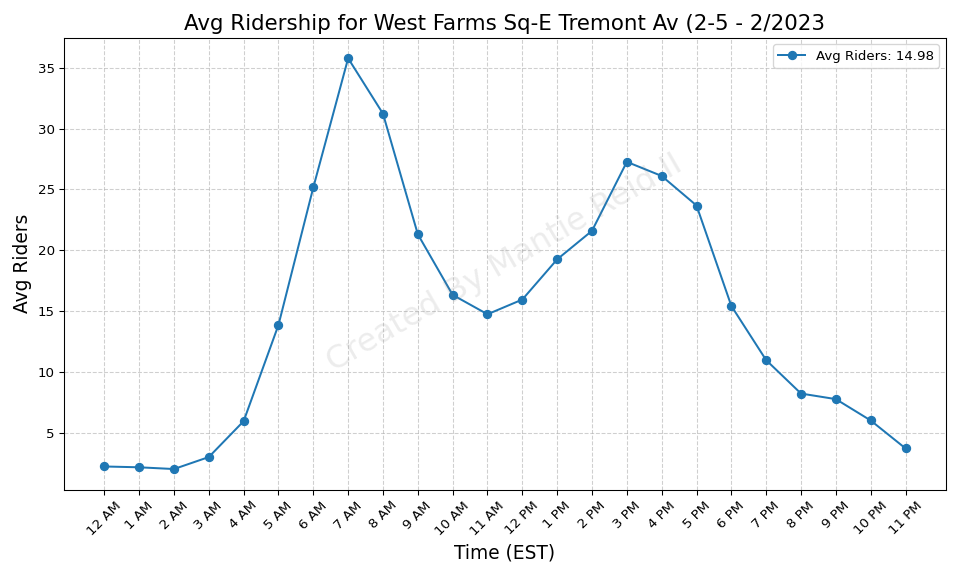 Avg Ridership for West Farms Sq-E Tremont Av (2-5 - 2/2023
Avg Riders: 14.98
35
30
25
20
15
10
5
Avg Riders
Created By Mantie Reid II
12 AM
1 AM
2 AM
3 AM
4 AM
5 AM
6 AM
7 AM
8 AM
9 AM
10 AM
11 AM
12 PM
1 PM
2 PM
3 PM
4 PM
5 PM
6 PM
7 PM
8 PM
9 PM
10 PM
11 PM
Time (EST)